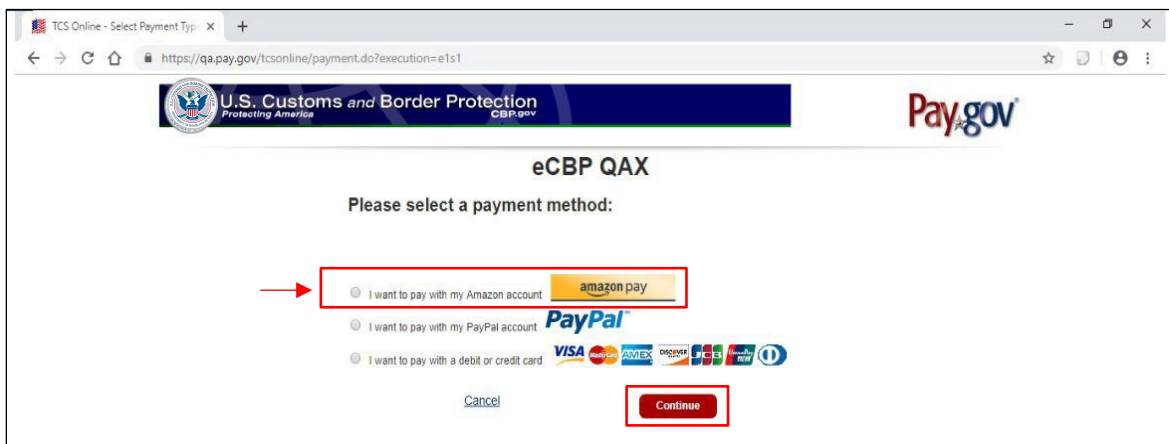 TCS Online - Select Payment Typ
https://qa.pay.gov/tcsonline/payment.do?execution=e1s1
U.S. Customs and Border Protection
Protecting America
CBP.gov
Pay.gov
eCBP QAX
Please select a payment method:
I want to pay with my Amazon account amazon pay
I want to pay with my PayPal account PayPal
I want to pay with a debit or credit card VISA MasterCard AMEX DISCOVER JCB UnionPay
Cancel Continue